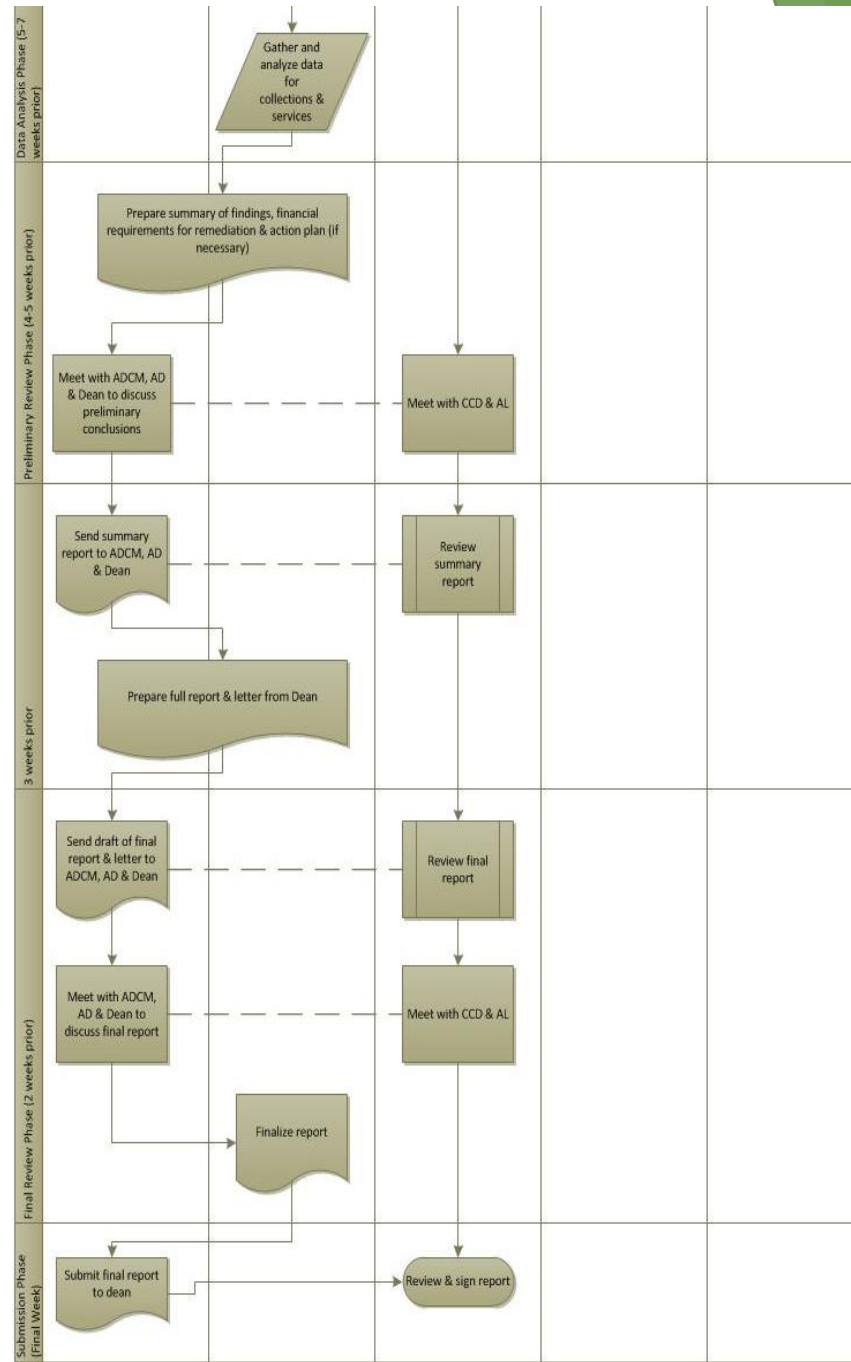 Data Analysis Phase (5-7
weeks prior)
Gather and
analyze data
for
collections &
services
Preliminary Review Phase (4-5 weeks prior)
Prepare summary of findings, financial
requirements for remediation & action plan (if
necessary)
Meet with ADCM, AD
& Dean to discuss
preliminary
conclusions
Meet with CCD & AL
3 weeks prior
Send summary
report to ADCM, AD
& Dean
Review
summary
report
Prepare full report & letter from Dean
Final Review Phase (2 weeks prior)
Send draft of final
report & letter to
ADCM, AD & Dean
Review final
report
Meet with ADCM,
AD & Dean to
discuss final report
Meet with CCD & AL
Finalize report
Submission Phase
(Final Week)
Submit final report
to dean
Review & sign report